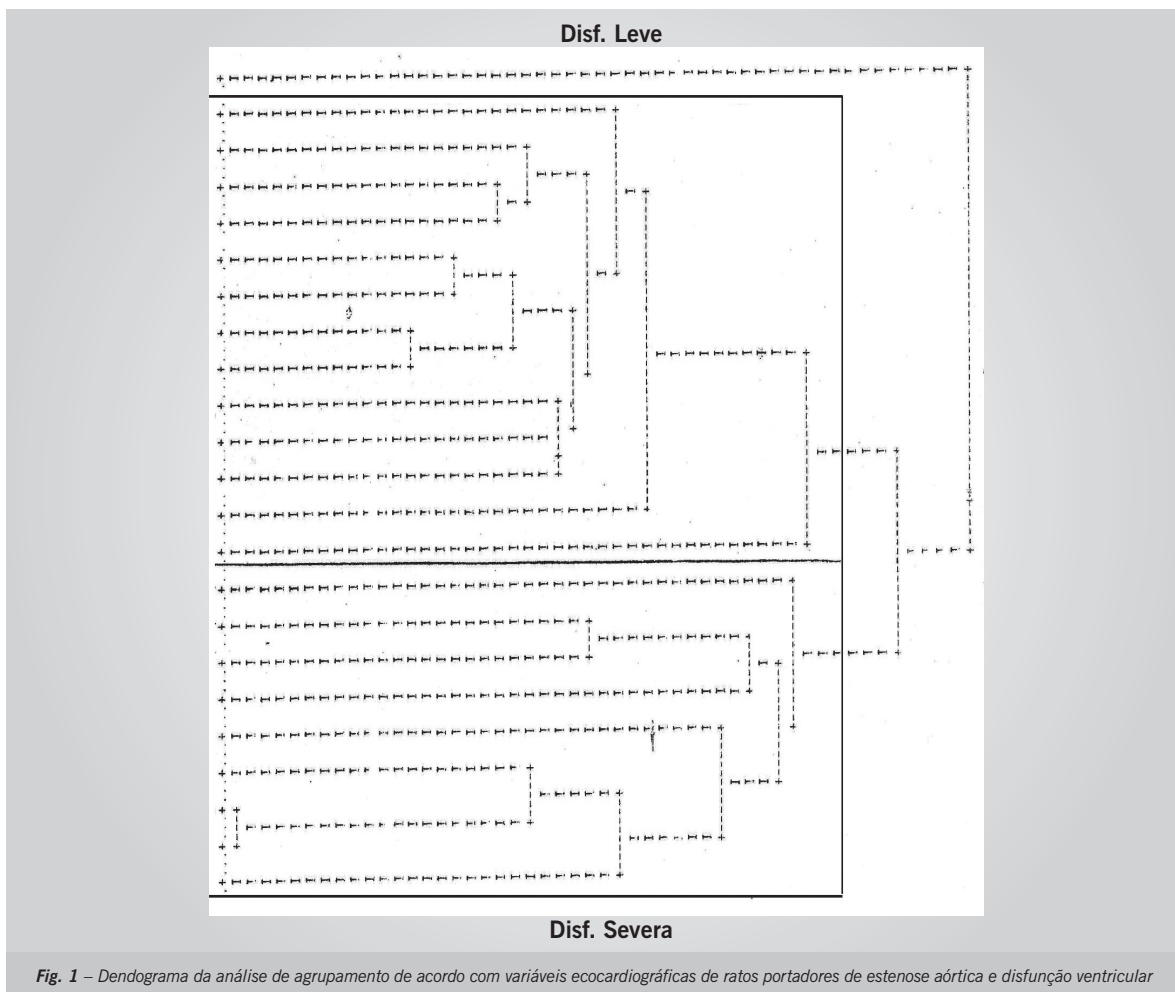 Disf. Leve
Disf. Severa
Fig. 1 – Dendograma da análise de agrupamento de acordo com variáveis ecocardiográficas de ratos portadores de estenose aórtica e disfunção ventricular